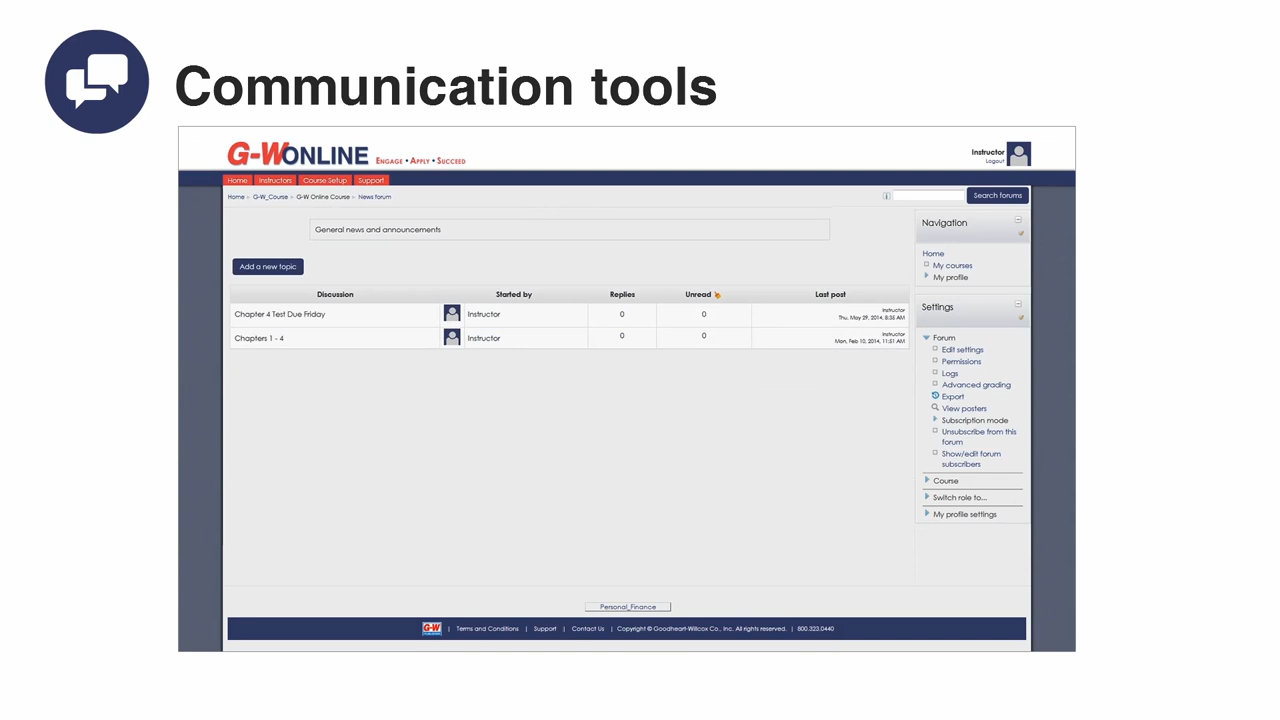 Communication tools
G-WONLINE ENGAGE • APPLY • SUCCEED
Instructor
Logout
Home Instructors Course Setup Support
Home ▸ G-W_Course ▸ G-W Online Course ▸ News forum
Search forums
General news and announcements
Add a new topic
Discussion Started by Replies Unread Last post
Chapter 4 Test Due Friday Instructor 0 0 Instructor
Thu, May 29, 2014, 8:35 AM
Chapters 1 - 4 Instructor 0 0 Instructor
Mon, Feb 10, 2014, 11:51 AM
Navigation
Home
My courses
My profile
Settings
Forum
Edit settings
Permissions
Logs
Advanced grading
Export
View posters
Subscription mode
Unsubscribe from this
forum
Show/edit forum
subscribers
Course
Switch role to...
My profile settings
Personal_Finance
G-W | Terms and Conditions | Support | Contact Us | Copyright © Goodheart-Willcox Co., Inc. All rights reserved. | 800.323.0440